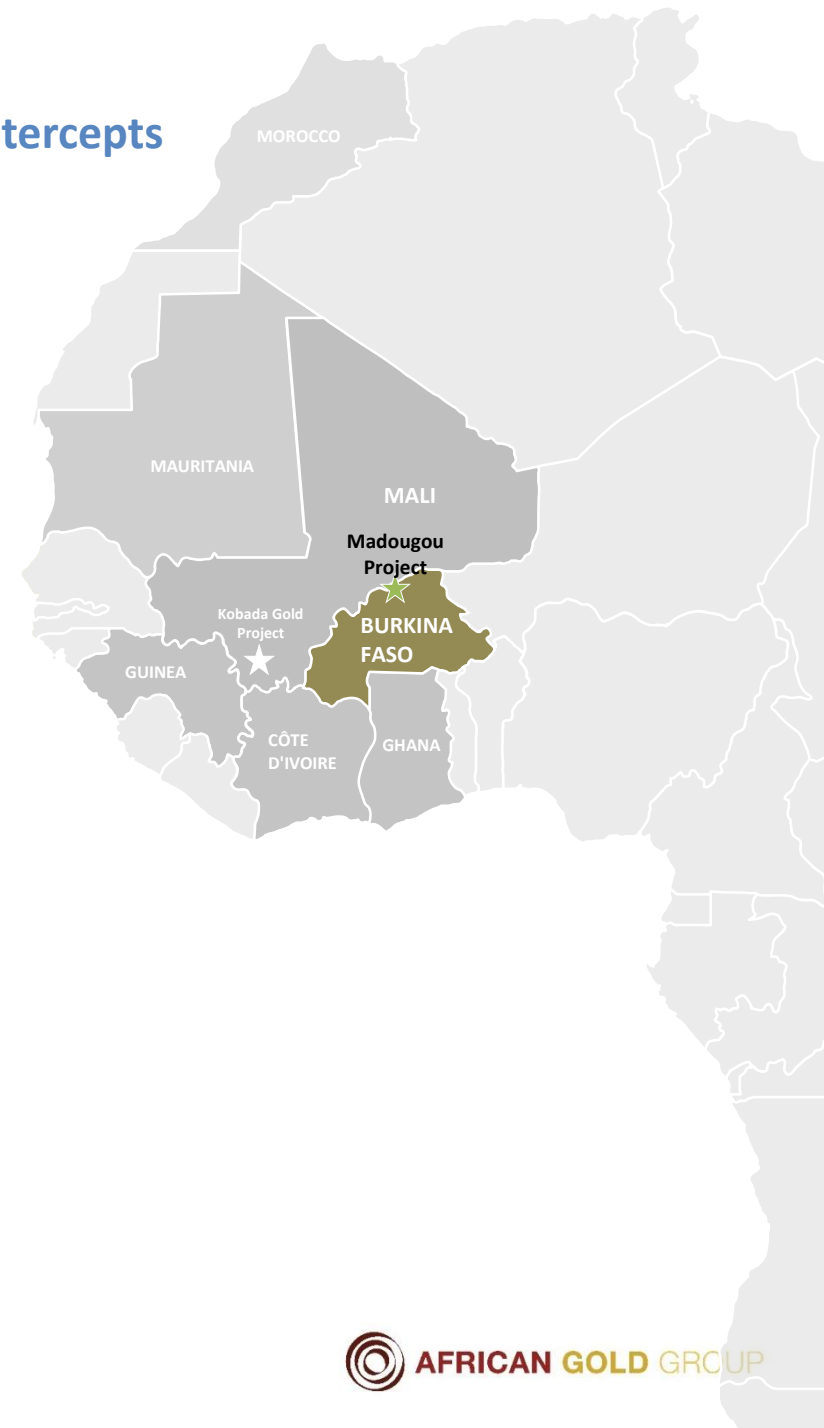 tercepts
MOROCCO
MAURITANIA
MALI
Madougou
Project
Kobada Gold
Project
BURKINA
FASO
GUINEA
CÔTE
D'IVOIRE
GHANA
AFRICAN GOLD GROUP